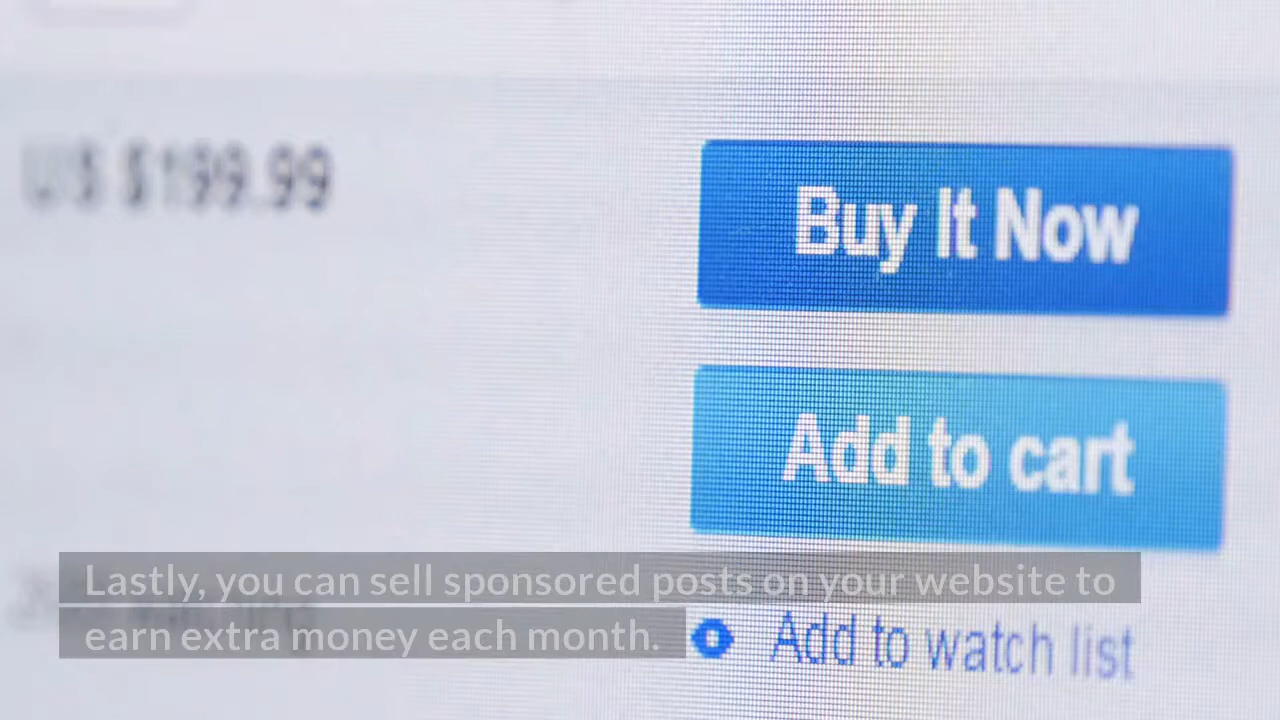 US $199.99
Buy It Now
Add to cart
Lastly, you can sell sponsored posts on your website to
earn extra money each month.
Add to watch list